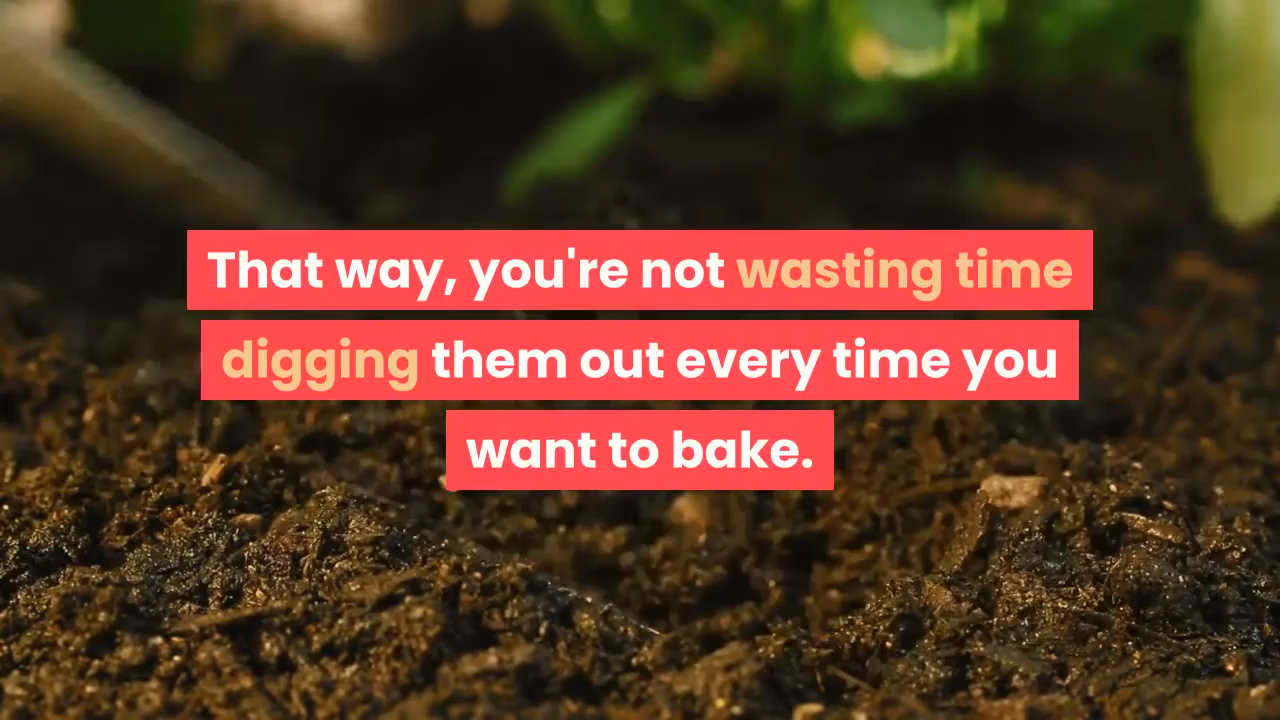 That way, you're not wasting time
digging them out every time you
want to bake.